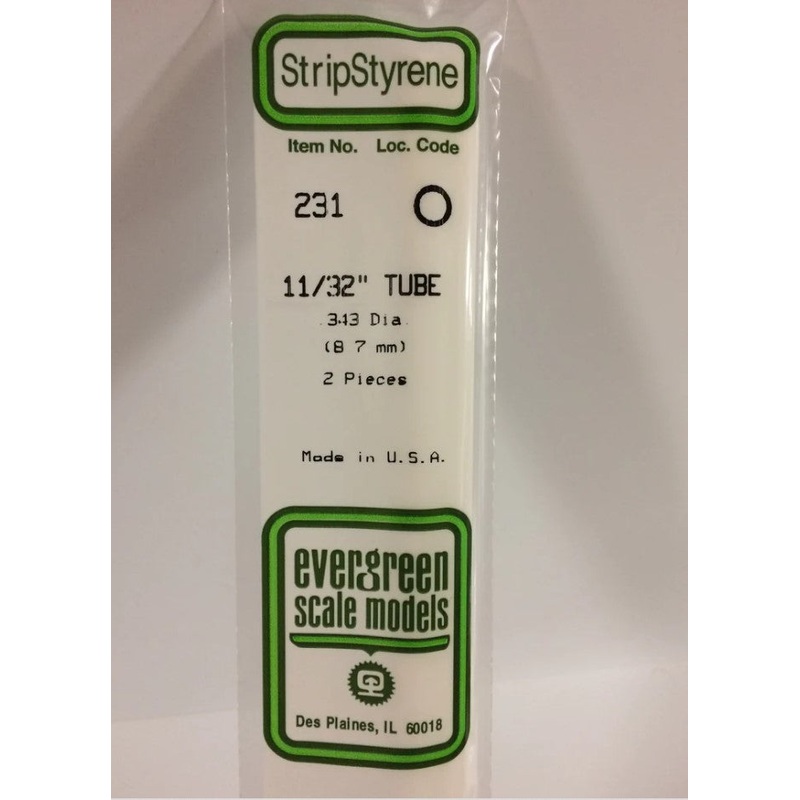 StripStyrene
Item No. Loc. Code
231 O
11/32" TUBE
.343 Dia.
(8.7 mm)
2 Pieces
Made in U.S.A.
evergreen
scale models
Des Plaines, IL 60018